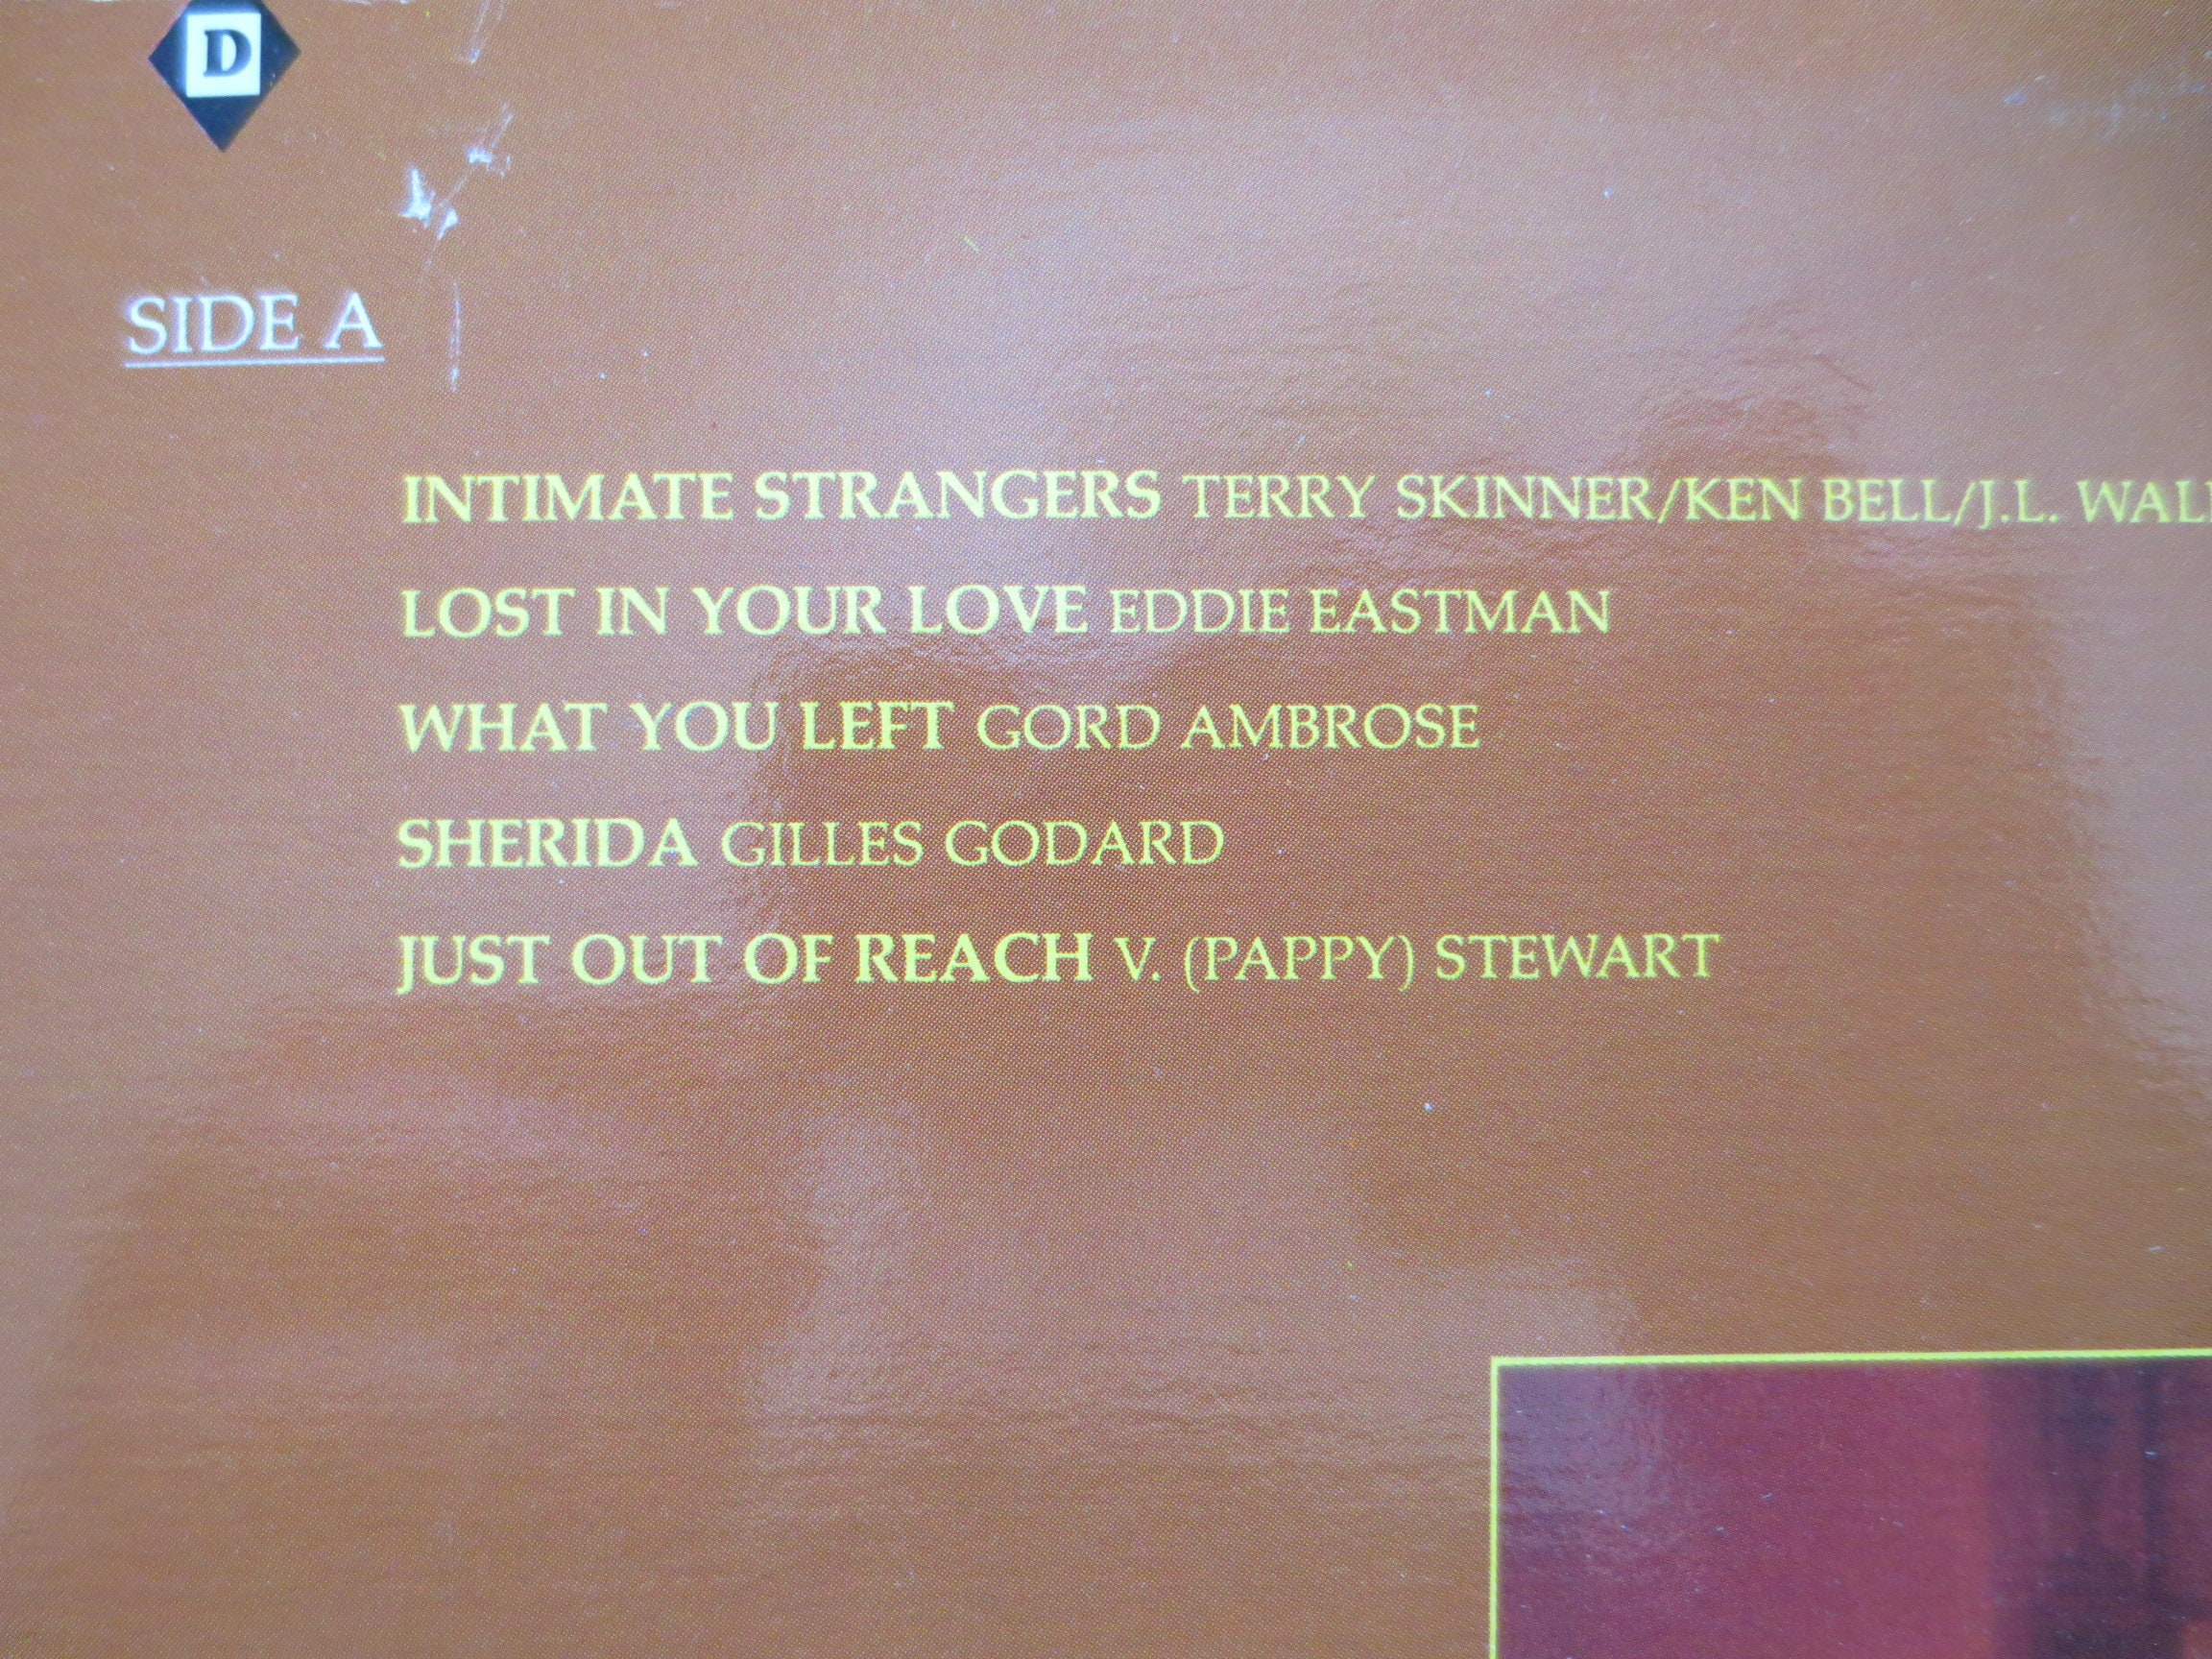 D
SIDE A
INTIMATE STRANGERS TERRY SKINNER/KEN BELL/J.L.
LOST IN YOUR LOVE EDDIE EASTMAN
WHAT YOU LEFT GORD AMBROSE
SHERIDA GILLES GODARD
JUST OUT OF REACH V. (PAPPY) STEWART